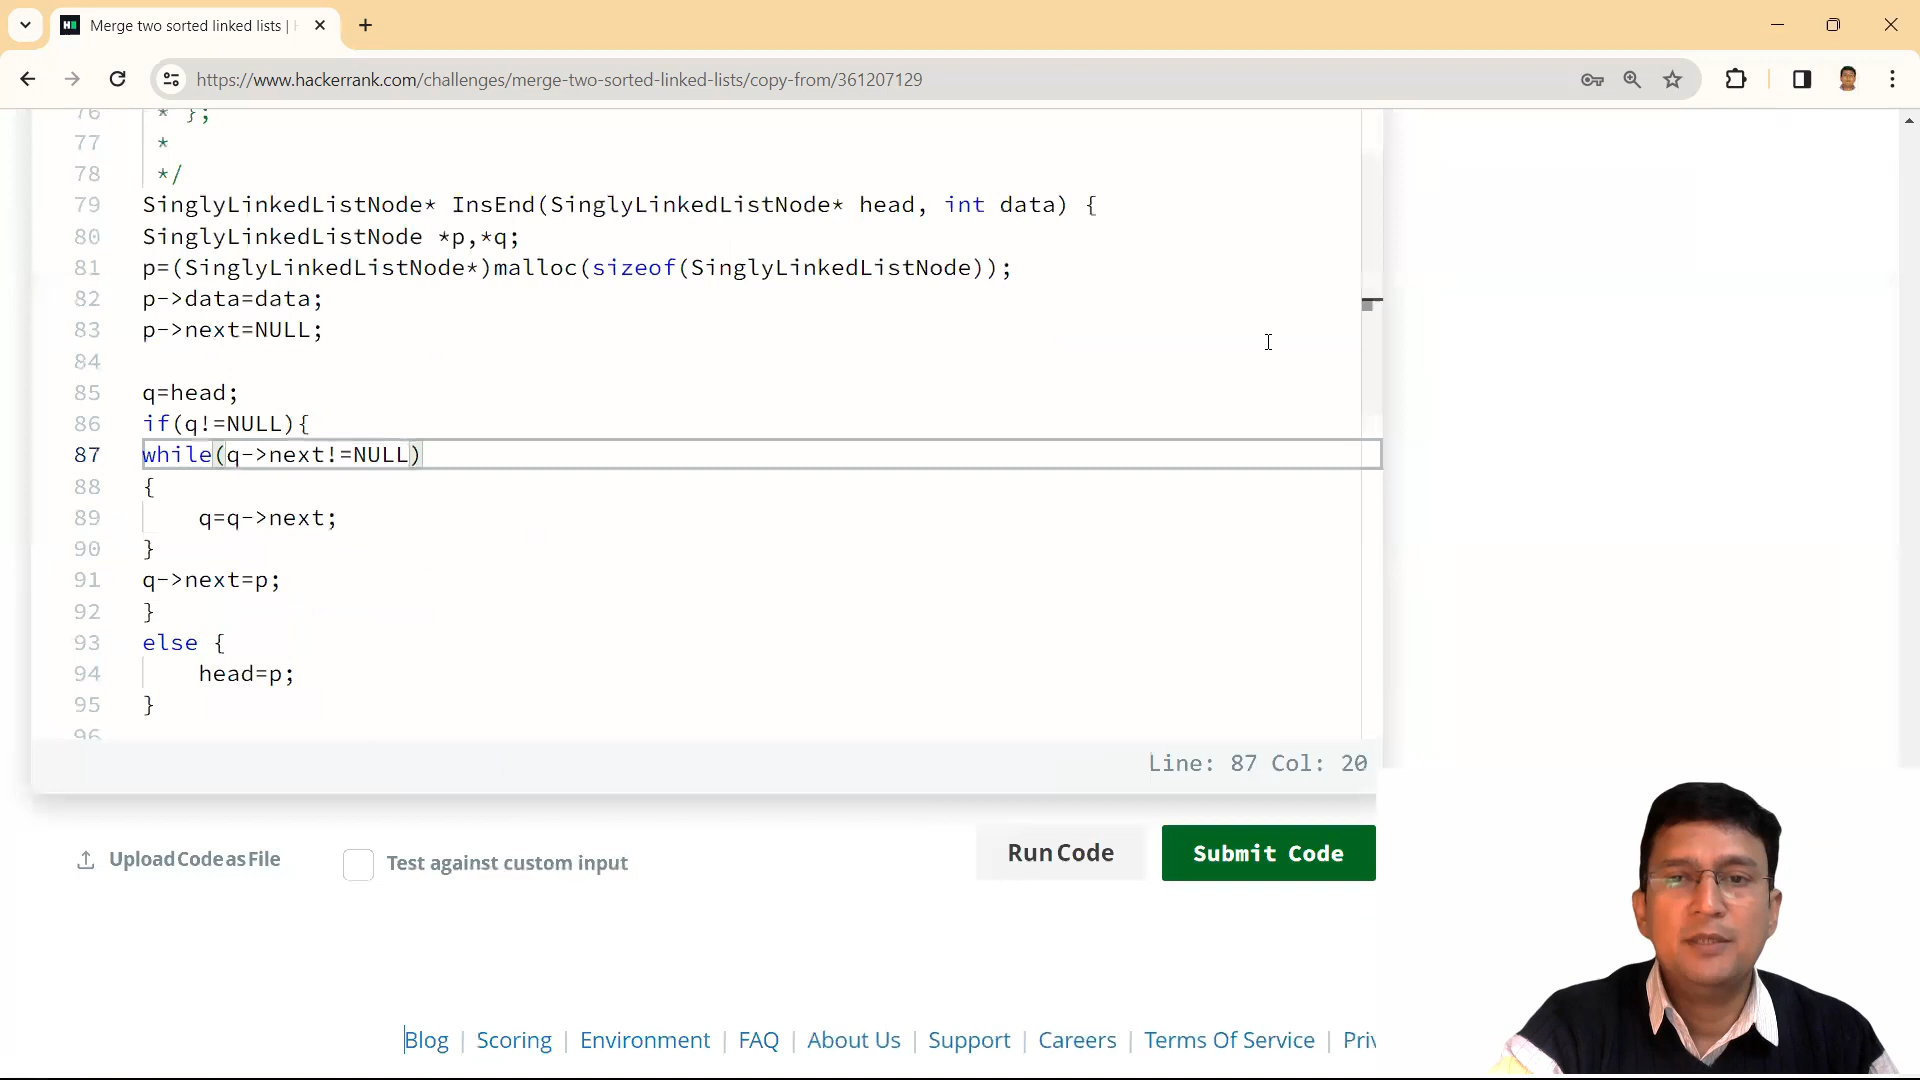 Merge two sorted linked lists |
https://www.hackerrank.com/challenges/merge-two-sorted-linked-lists/copy-from/361207129
76 * };
77 *
78 */
79 SinglyLinkedListNode* InsEnd(SinglyLinkedListNode* head, int data) {
80 SinglyLinkedListNode *p,*q;
81 p=(SinglyLinkedListNode*)malloc(sizeof(SinglyLinkedListNode));
82 p->data=data;
83 p->next=NULL;
84
85 q=head;
86 if(q!=NULL){
87 while(q->next!=NULL)
88 {
89 q=q->next;
90 }
91 q->next=p;
92 }
93 else {
94 head=p;
95 }
96
Line: 87 Col: 20
Upload Code as File
Test against custom input
Run Code
Submit Code
Blog | Scoring | Environment | FAQ | About Us | Support | Careers | Terms Of Service | Priv